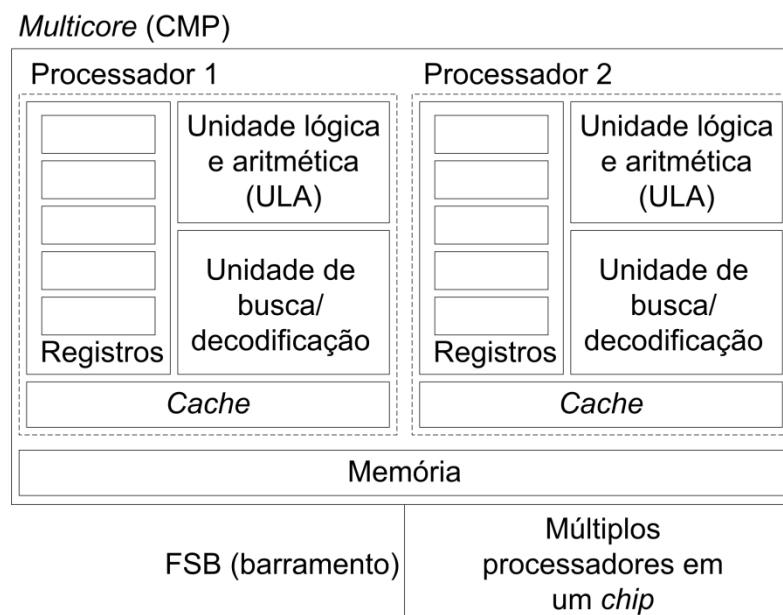 Multicore (CMP)
Processador 1
Unidade lógica
e aritmética
(ULA)
Unidade de
busca/
decodificação
Registros
Cache
Processador 2
Unidade lógica
e aritmética
(ULA)
Unidade de
busca/
decodificação
Registros
Cache
Memória
FSB (barramento)
Múltiplos
processadores em
um chip